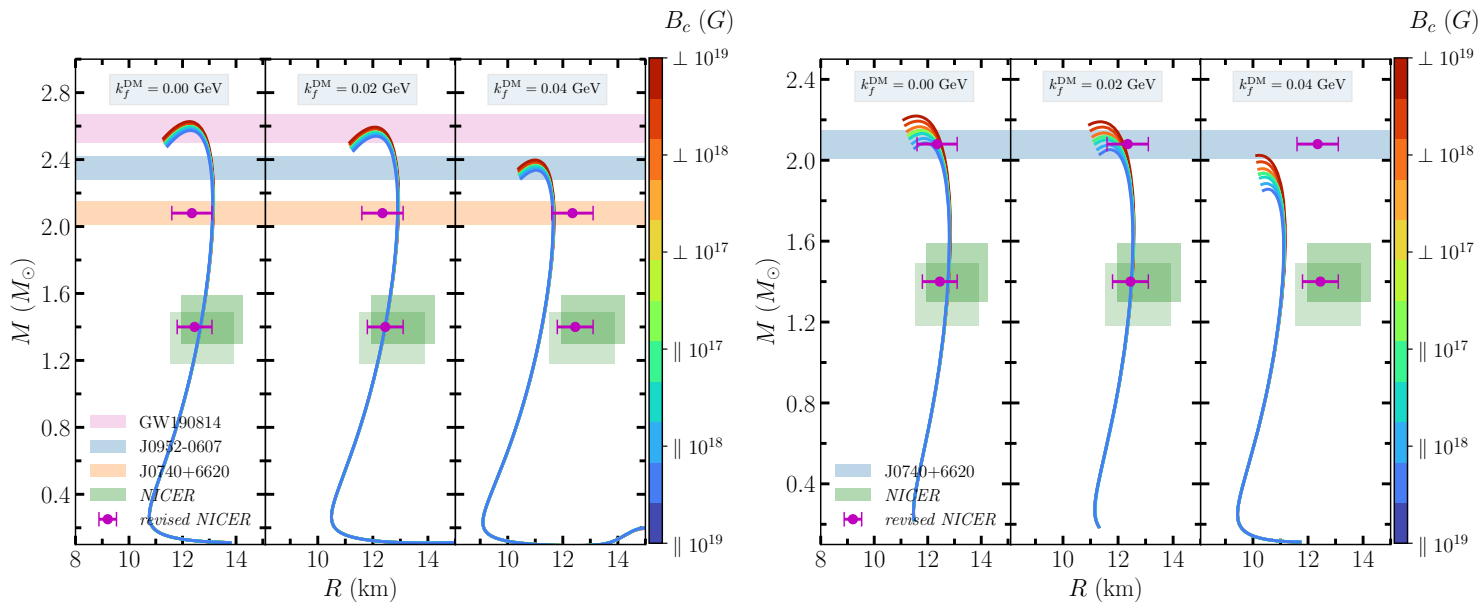 B_c (G)
k_f^DM = 0.00 GeV
k_f^DM = 0.02 GeV
k_f^DM = 0.04 GeV
2.8
2.4
2.0
1.6
1.2
0.8
0.4
M (M_⊙)
GW190814
J0952-0607
J0740+6620
NICER
revised NICER
8 10 12 14 10 12 14 10 12 14
R (km)
⊥ 10^19
⊥ 10^18
⊥ 10^17
∥ 10^17
∥ 10^18
∥ 10^19
B_c (G)
k_f^DM = 0.00 GeV
k_f^DM = 0.02 GeV
k_f^DM = 0.04 GeV
2.4
2.0
1.6
1.2
0.8
0.4
M (M_⊙)
J0740+6620
NICER
revised NICER
8 10 12 14 10 12 14 8 10 12 14
R (km)
⊥ 10^19
⊥ 10^18
⊥ 10^17
∥ 10^17
∥ 10^18
∥ 10^19